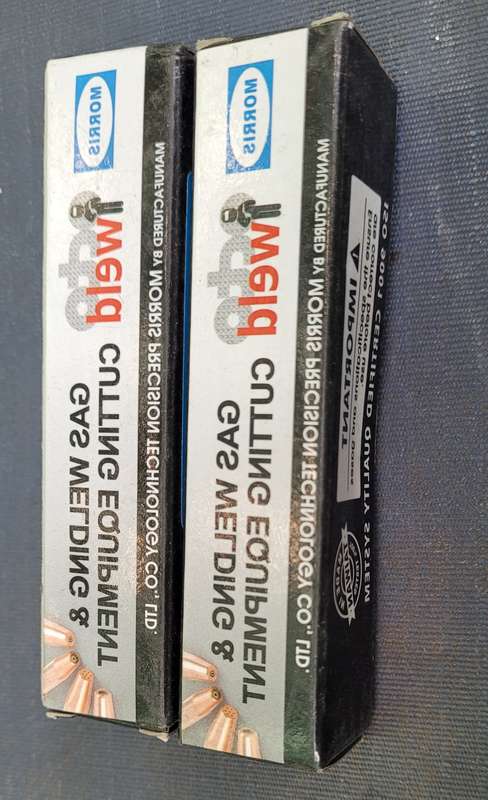 MORRIS
weld
GAS WELDING &
CUTTING EQUIPMENT
MANUFACTURED BY MORRIS PRECISION TECHNOLOGY CO., LTD.
MORRIS
weld
GAS WELDING &
CUTTING EQUIPMENT
MANUFACTURED BY MORRIS PRECISION TECHNOLOGY CO., LTD.
IMPORTANT
ISO 9001 CERTIFIED QUALITY SYSTEM